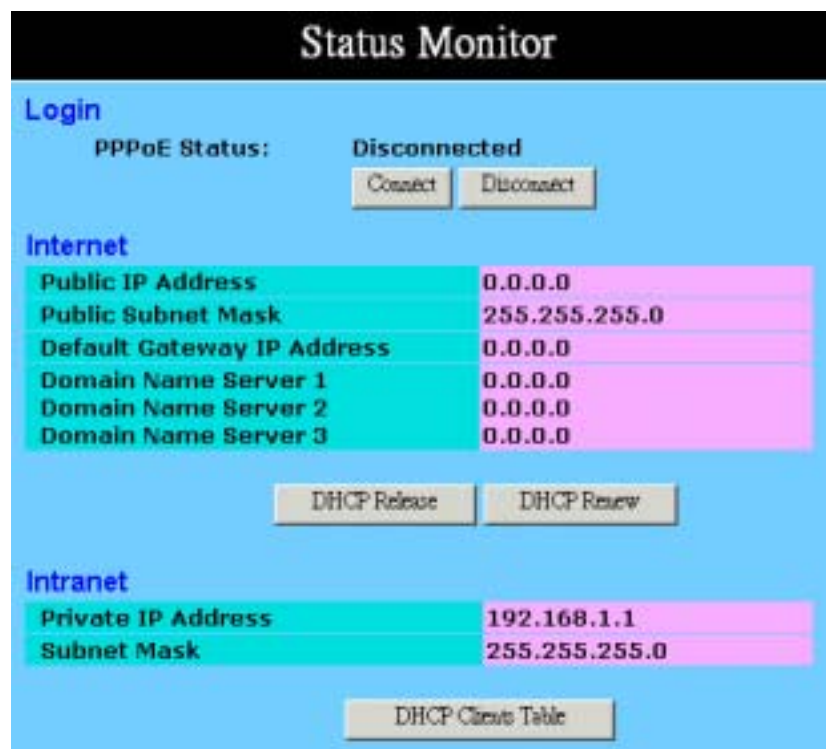 Status Monitor
Login
PPPoE Status: Disconnected
Connect Disconnect
Internet
Public IP Address 0.0.0.0
Public Subnet Mask 255.255.255.0
Default Gateway IP Address 0.0.0.0
Domain Name Server 1 0.0.0.0
Domain Name Server 2 0.0.0.0
Domain Name Server 3 0.0.0.0
DHCP Release DHCP Renew
Intranet
Private IP Address 192.168.1.1
Subnet Mask 255.255.255.0
DHCP Clients Table